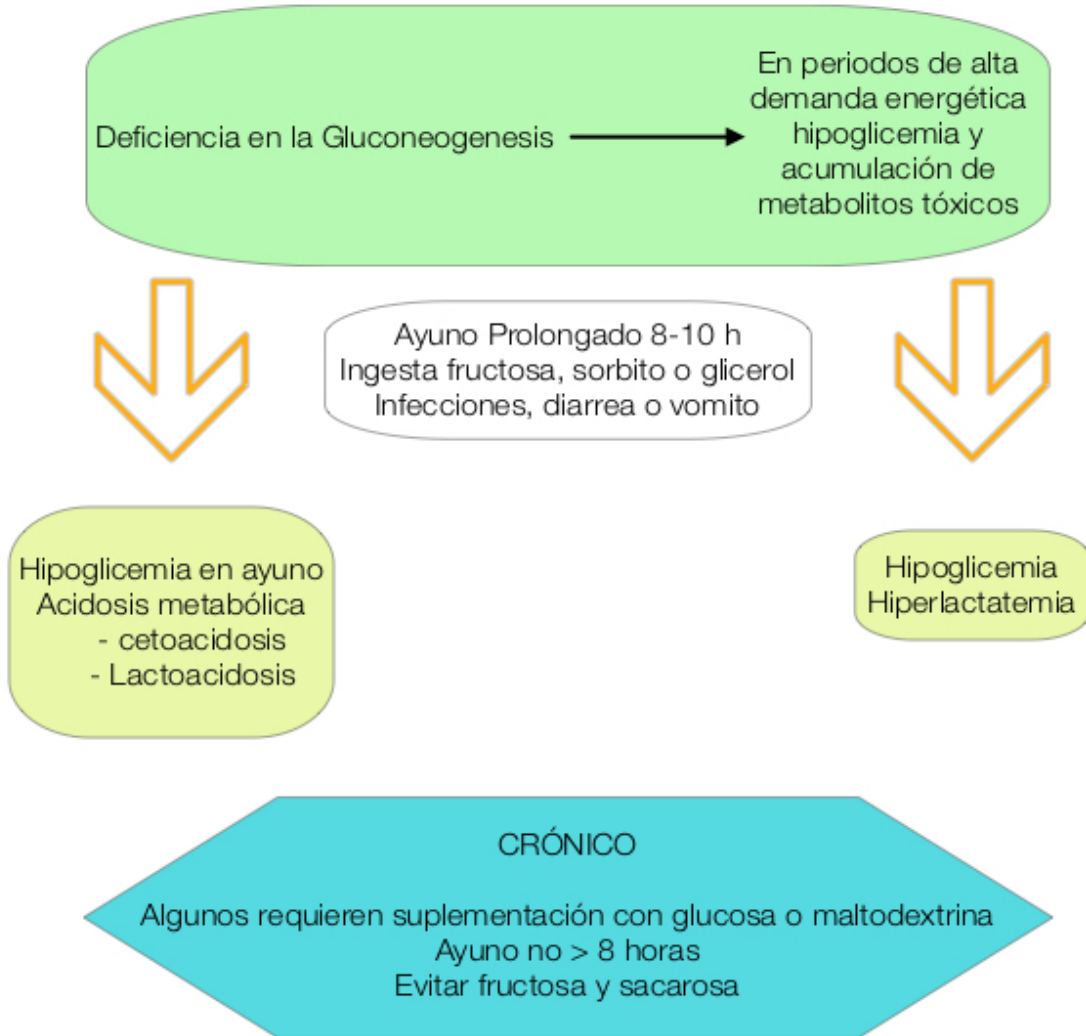 Deficiencia en la Gluconeogenesis
En periodos de alta
demanda energética
hipoglicemia y
acumulación de
metabolitos tóxicos
Ayuno Prolongado 8-10 h
Ingesta fructosa, sorbito o glicerol
Infecciones, diarrea o vomito
Hipoglicemia en ayuno
Acidosis metabólica
- cetoacidosis
- Lactoacidosis
Hipoglicemia
Hiperlactatemia
CRÓNICO
Algunos requieren suplementación con glucosa o maltodextrina
Ayuno no > 8 horas
Evitar fructosa y sacarosa